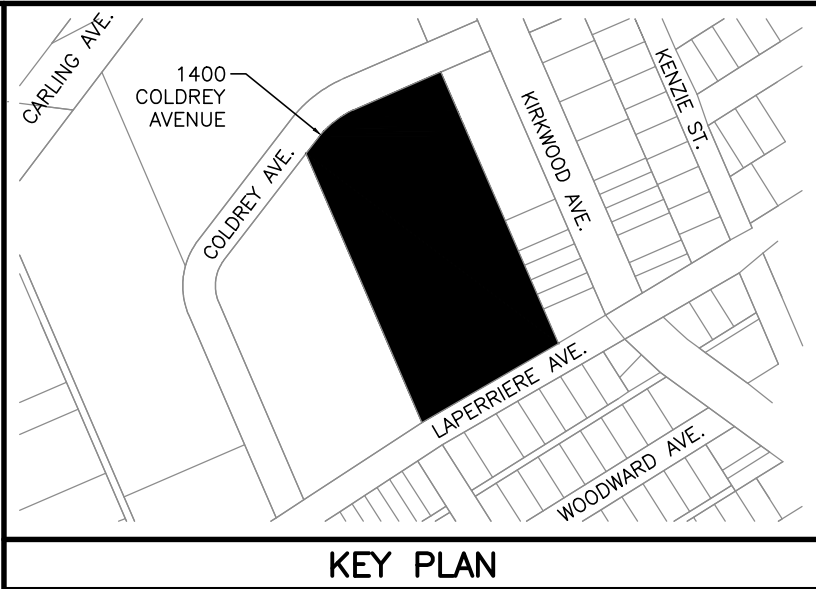 CARLING AVE.
1400
COLDREY
AVENUE
COLDREY AVE.
KIRKWOOD AVE.
KENZIE ST.
LAPERRIERE AVE.
WOODWARD AVE.
KEY PLAN